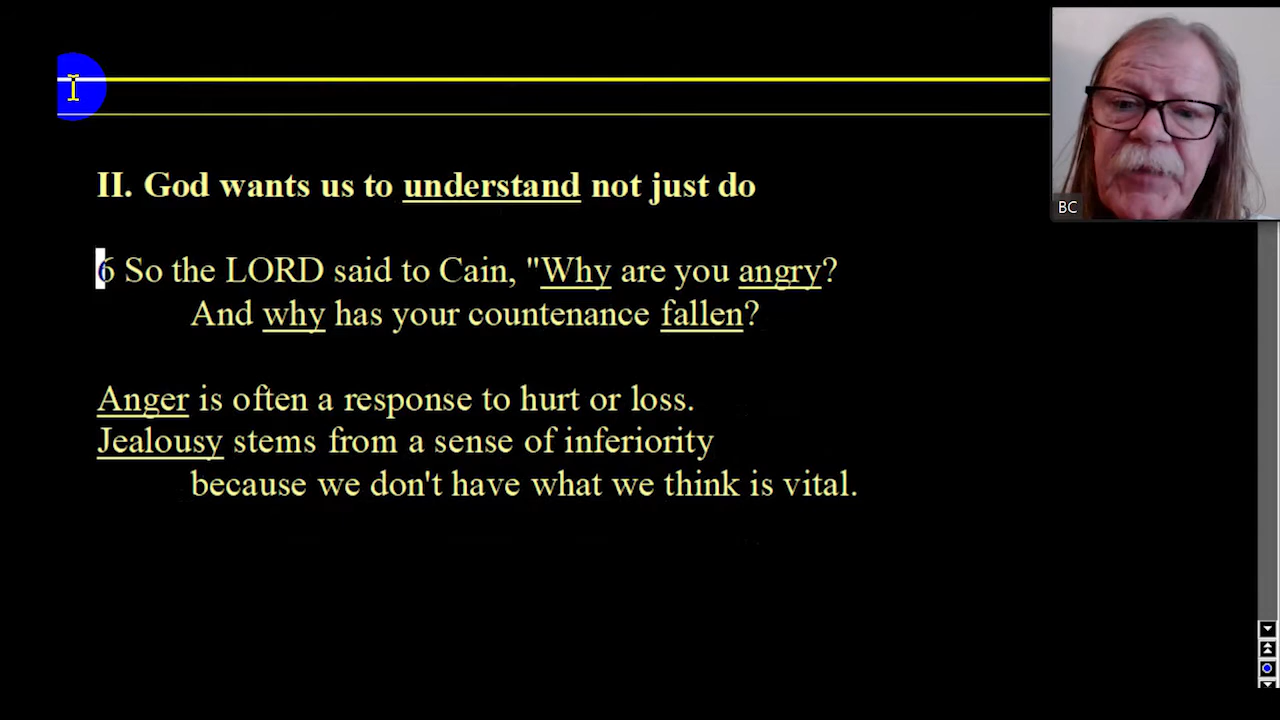 II. God wants us to understand not just do
6 So the LORD said to Cain, "Why are you angry?
And why has your countenance fallen?
Anger is often a response to hurt or loss.
Jealousy stems from a sense of inferiority
because we don't have what we think is vital.
BC